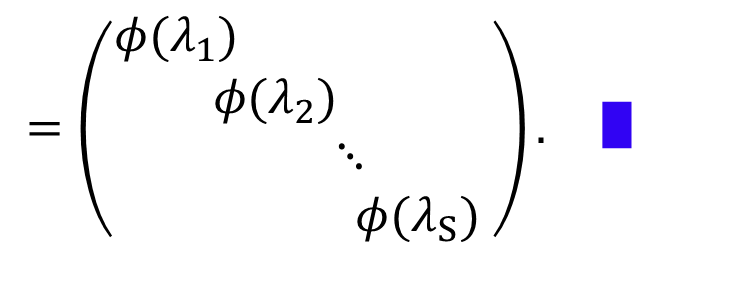 ϕ(λ₁)
ϕ(λ₂)
= ( ⋱ ) . ■
ϕ(λ_S)